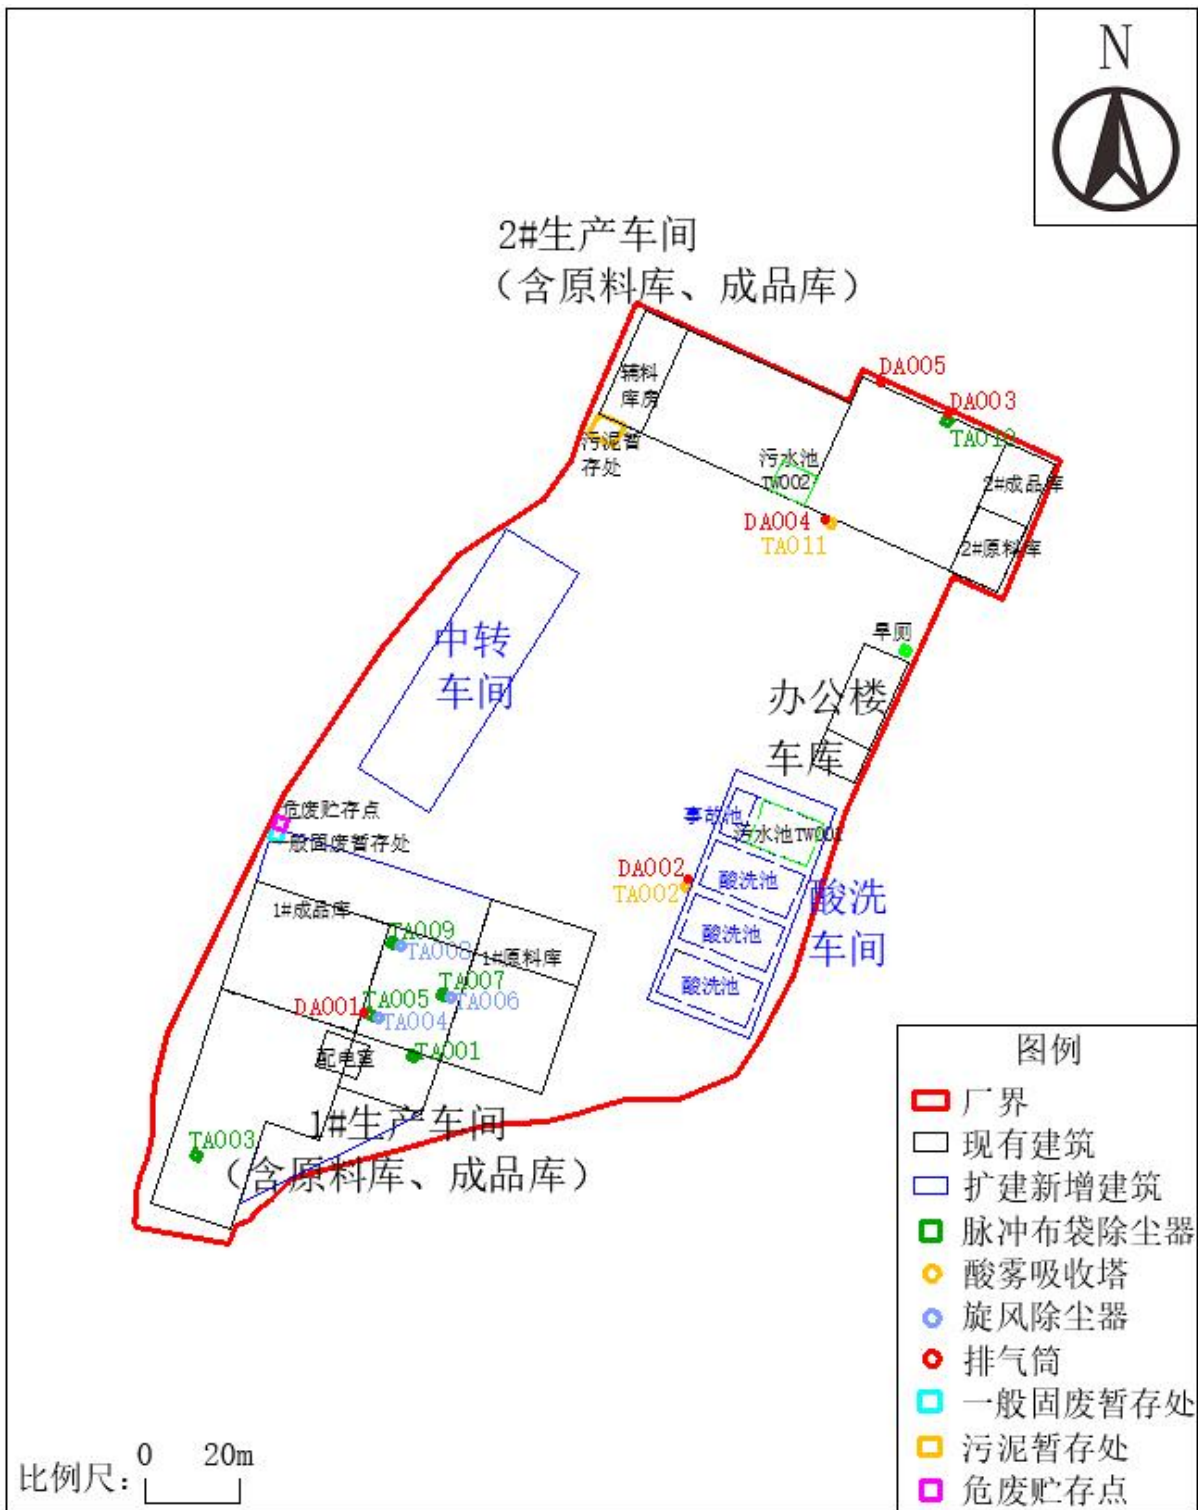 N
2#生产车间
（含原料库、成品库）
辅料
库房
污泥暂
存处
DA005
DA003
TA012
污水池
TW002
2#成品库
DA004
TA011
2#原料库
旱厕
中转
车间
办公楼
车库
危废贮存点
一般固废暂存处
事故池
污水池TW001
DA002
TA002
酸洗池
酸洗
车间
酸洗池
酸洗池
1#成品库
TA009
TA008
1#原料库
TA007
TA006
DA001
TA005
TA004
配电室
TA001
1#生产车间
（含原料库、成品库）
TA003
图例
厂界
现有建筑
扩建新增建筑
脉冲布袋除尘器
酸雾吸收塔
旋风除尘器
排气筒
一般固废暂存处
污泥暂存处
危废贮存点
比例尺：
0 20m